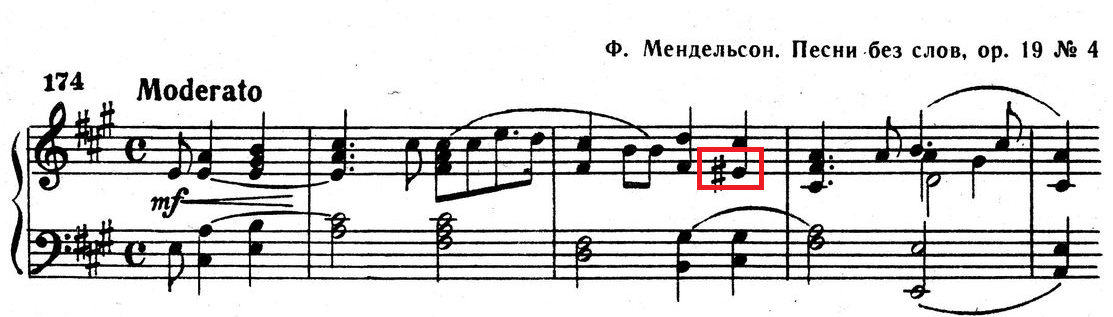 Ф. Мендельсон. Песни без слов, ор. 19 № 4
174
Moderato
mf